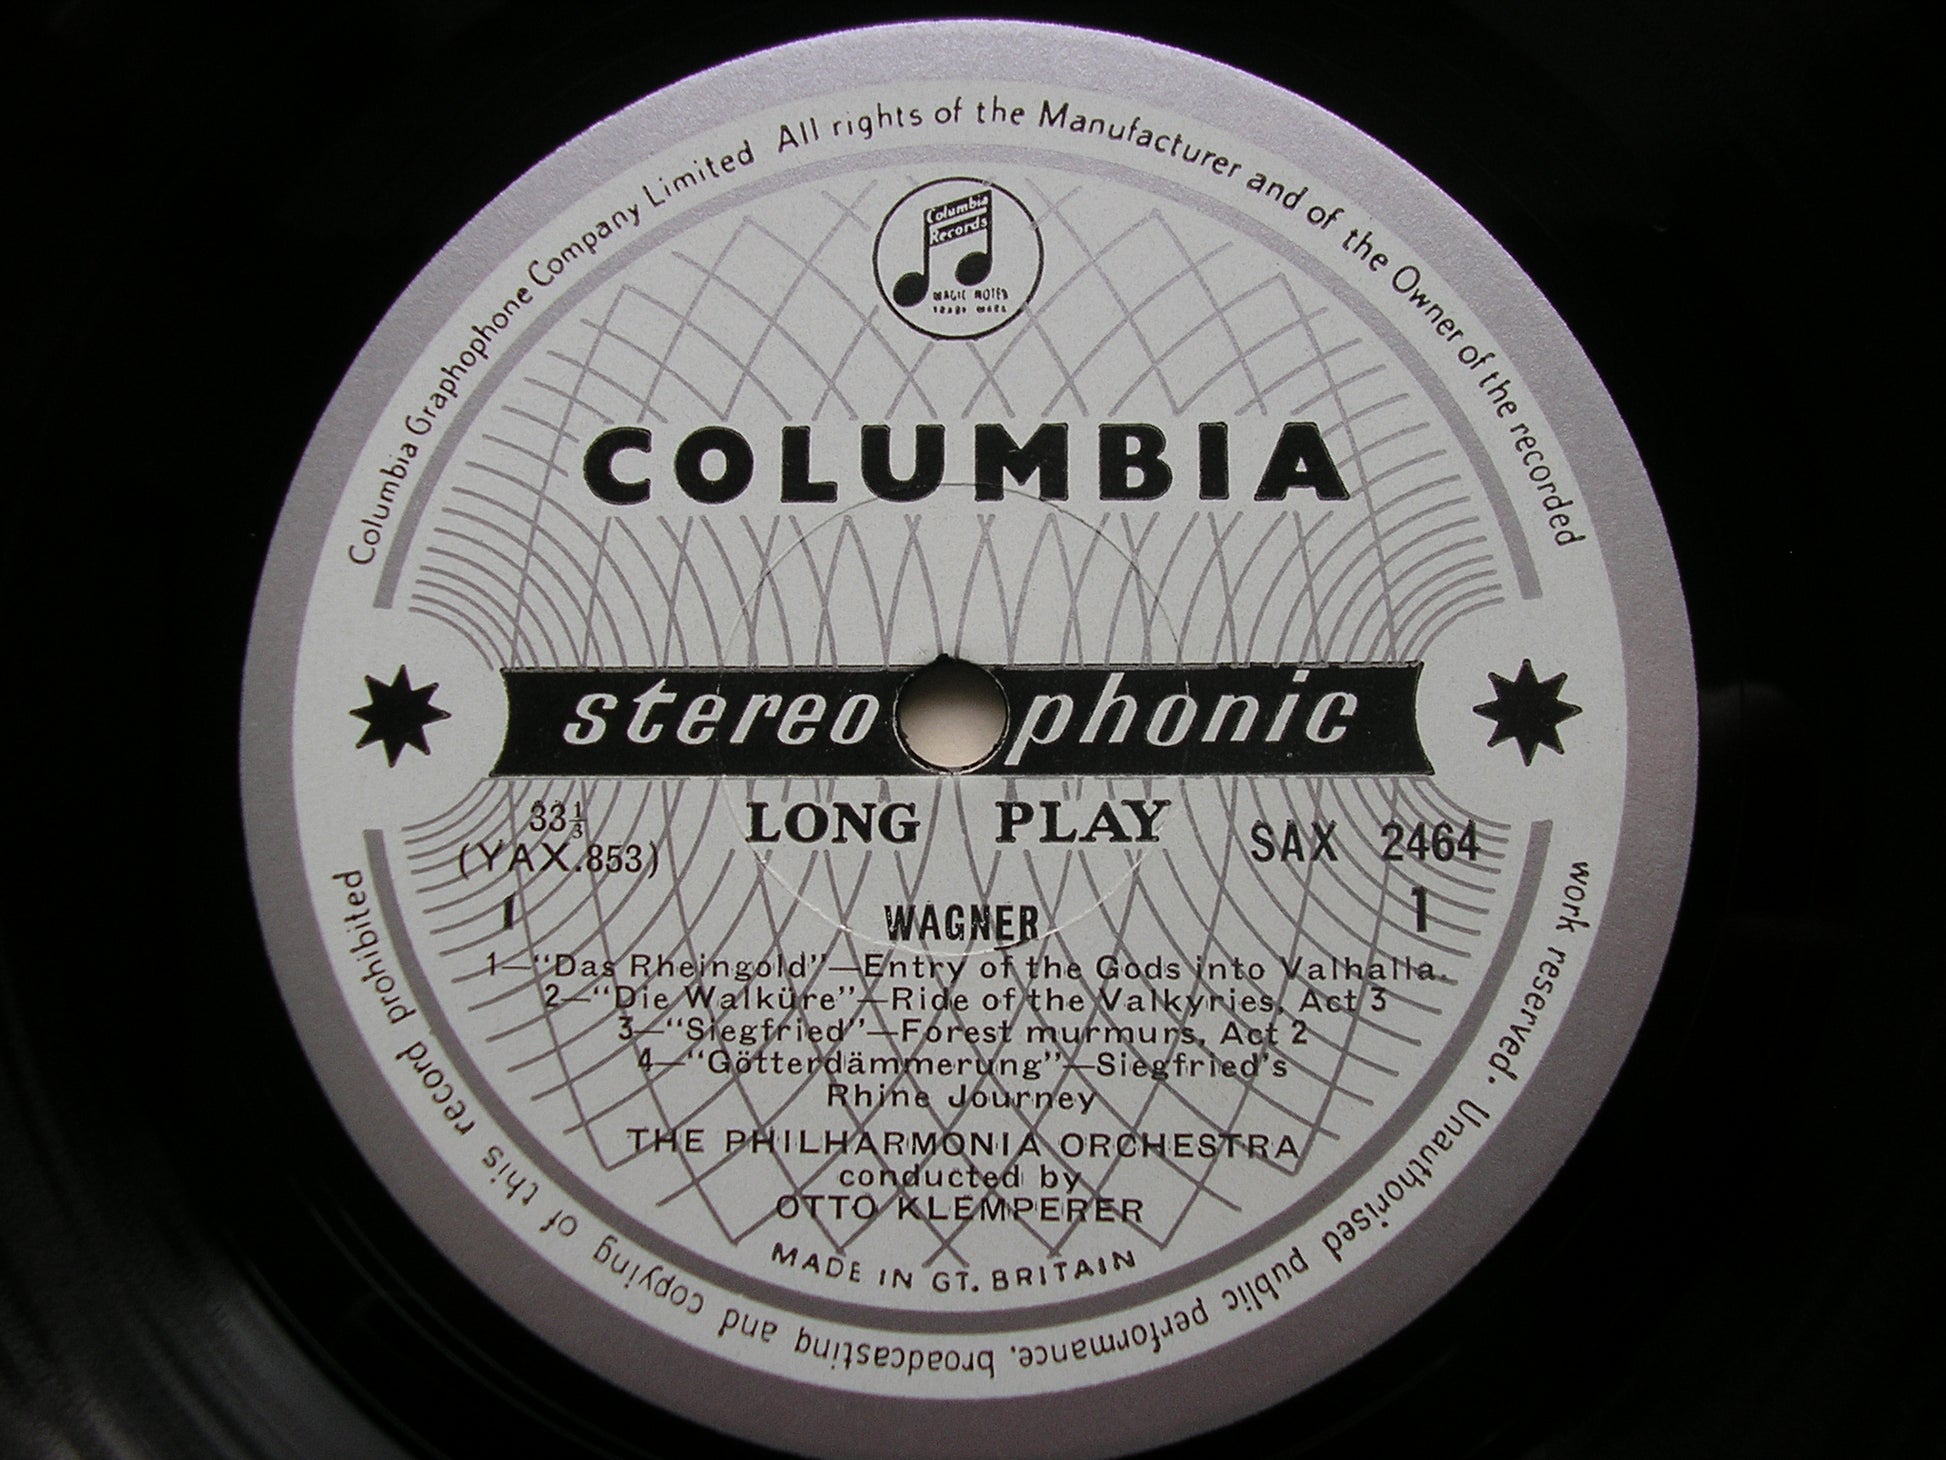 Columbia Graphophone Company Limited All rights of the Manufacturer and of the Owner of the recorded
work reserved. Unauthorised public performance, broadcasting and copying of this record prohibited
Columbia
Records
MAGIC NOTES
TRADE MARK
COLUMBIA
stereophonic
LONG PLAY
33⅓
(YAX.853)
SAX 2464
1
1
WAGNER
1—“Das Rheingold”—Entry of the Gods into Valhalla.
2—“Die Walküre”—Ride of the Valkyries, Act 3
3—“Siegfried”—Forest murmurs, Act 2
4—“Götterdämmerung”—Siegfried's
Rhine Journey
THE PHILHARMONIA ORCHESTRA
conducted by
OTTO KLEMPERER
MADE IN GT. BRITAIN